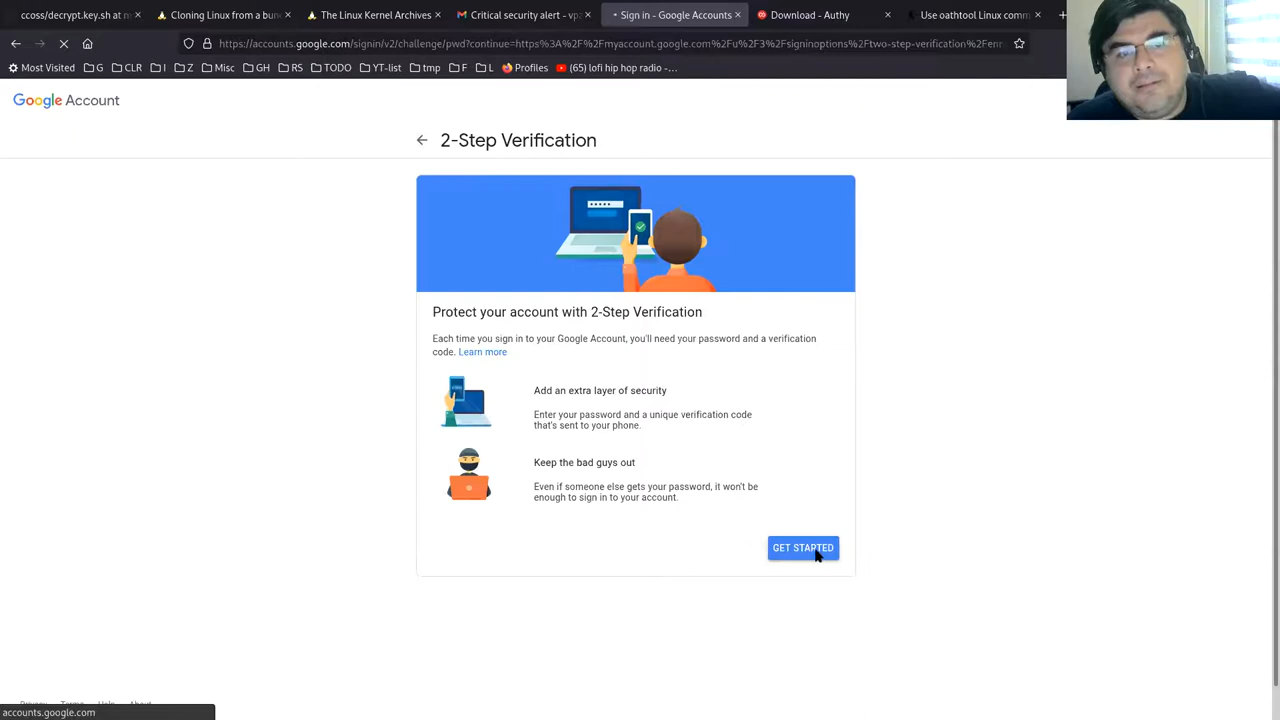 ccoss/decrypt.key.sh at m
Cloning Linux from a bun
The Linux Kernel Archives
Critical security alert - vp
Sign in - Google Accounts
Download - Authy
Use oathtool Linux comm
https://accounts.google.com/signin/v2/challenge/pwd?continue=https%3A%2F%2Fmyaccount.google.com%2Fu%2F3%2Fsigninoptions%2Ftwo-step-verification%2Fenr
Most Visited
G
CLR
I
Z
Misc
GH
RS
TODO
YT-list
tmp
F
L
Profiles
(65) lofi hip hop radio -…
Google Account
2-Step Verification
Protect your account with 2-Step Verification
Each time you sign in to your Google Account, you'll need your password and a verification
code. Learn more
Add an extra layer of security
Enter your password and a unique verification code
that's sent to your phone.
Keep the bad guys out
Even if someone else gets your password, it won't be
enough to sign in to your account.
GET STARTED
accounts.google.com